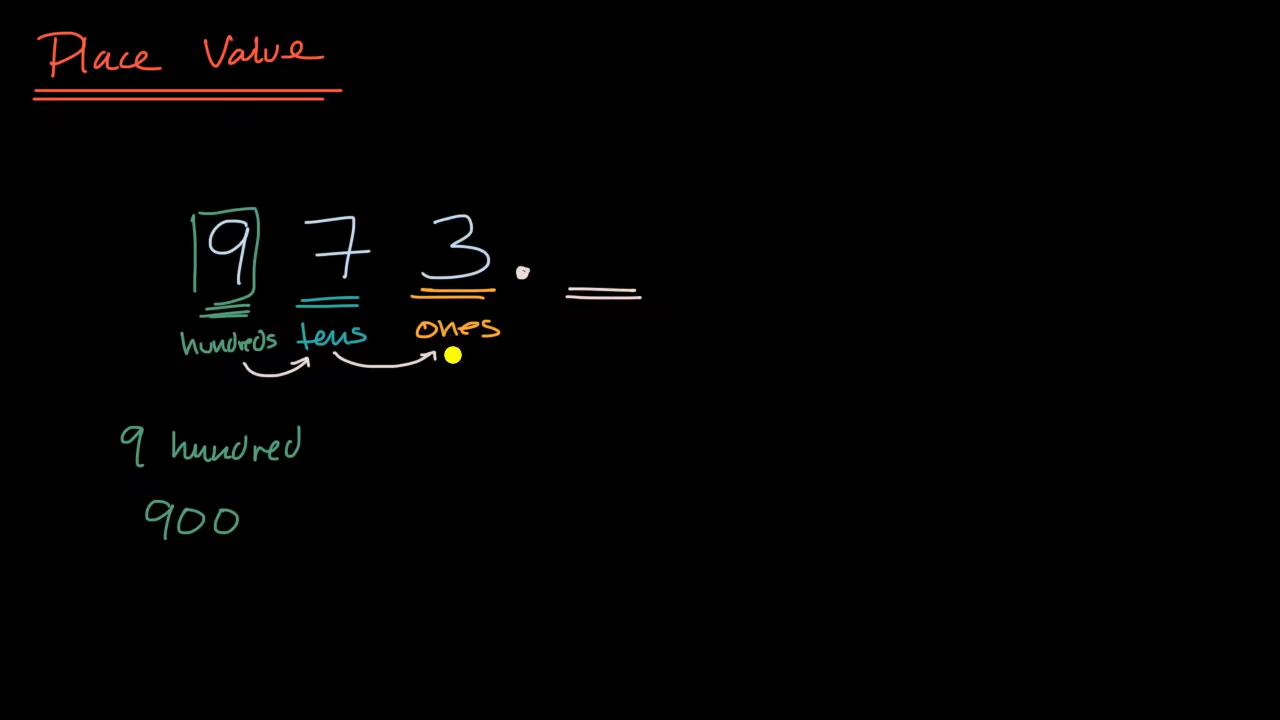 Place Value
9 7 3 .
hundreds tens ones
9 hundred
900